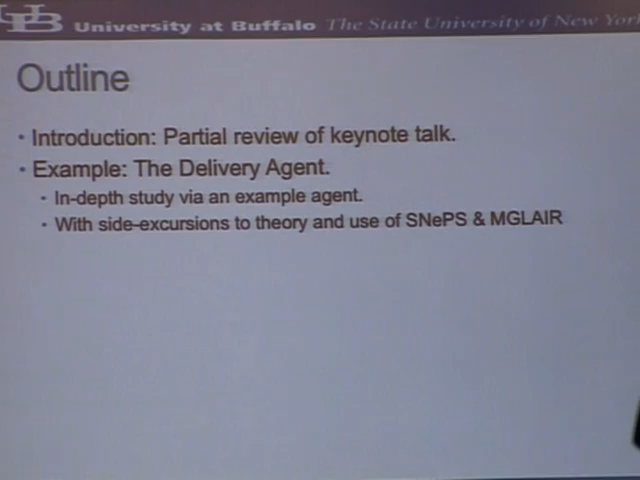 UB University at Buffalo The State University of New York
Outline
• Introduction: Partial review of keynote talk.
• Example: The Delivery Agent.
• In-depth study via an example agent.
• With side-excursions to theory and use of SNePS & MGLAIR